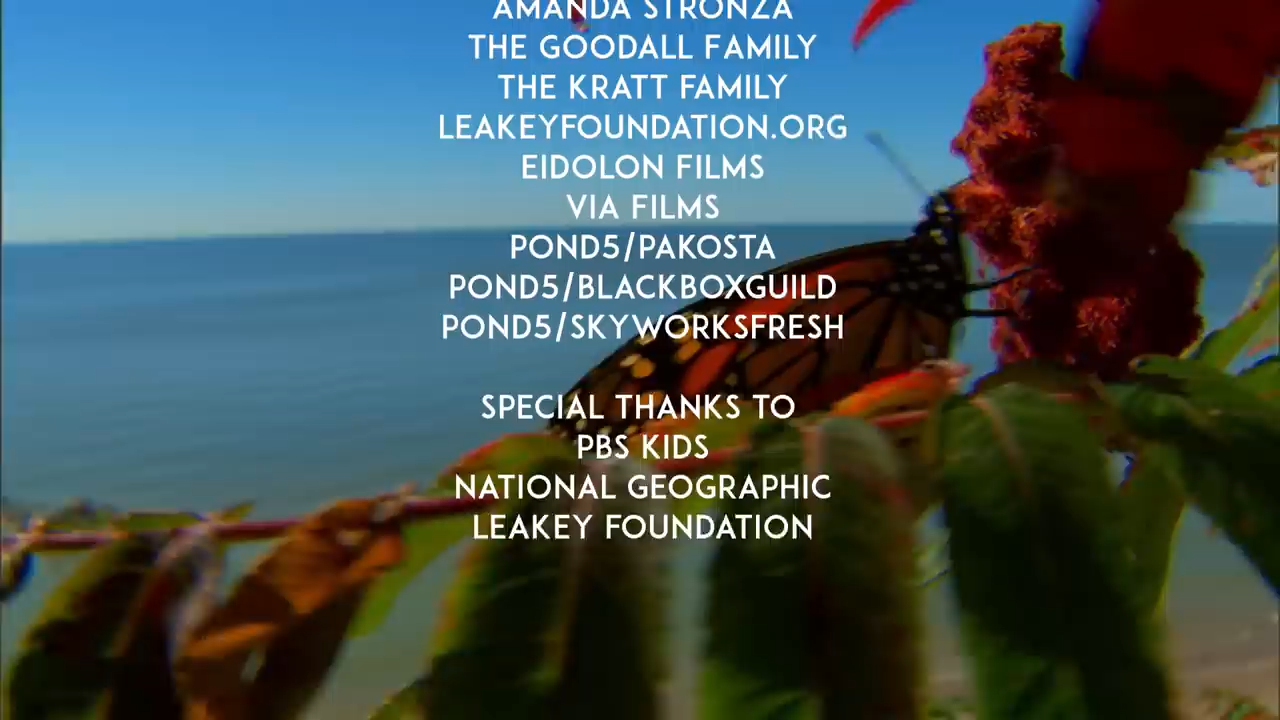 AMANDA STRONZA
THE GOODALL FAMILY
THE KRATT FAMILY
LEAKEYFOUNDATION.ORG
EIDOLON FILMS
VIA FILMS
POND5/PAKOSTA
POND5/BLACKBOXGUILD
POND5/SKYWORKSFRESH
SPECIAL THANKS TO
PBS KIDS
NATIONAL GEOGRAPHIC
LEAKEY FOUNDATION